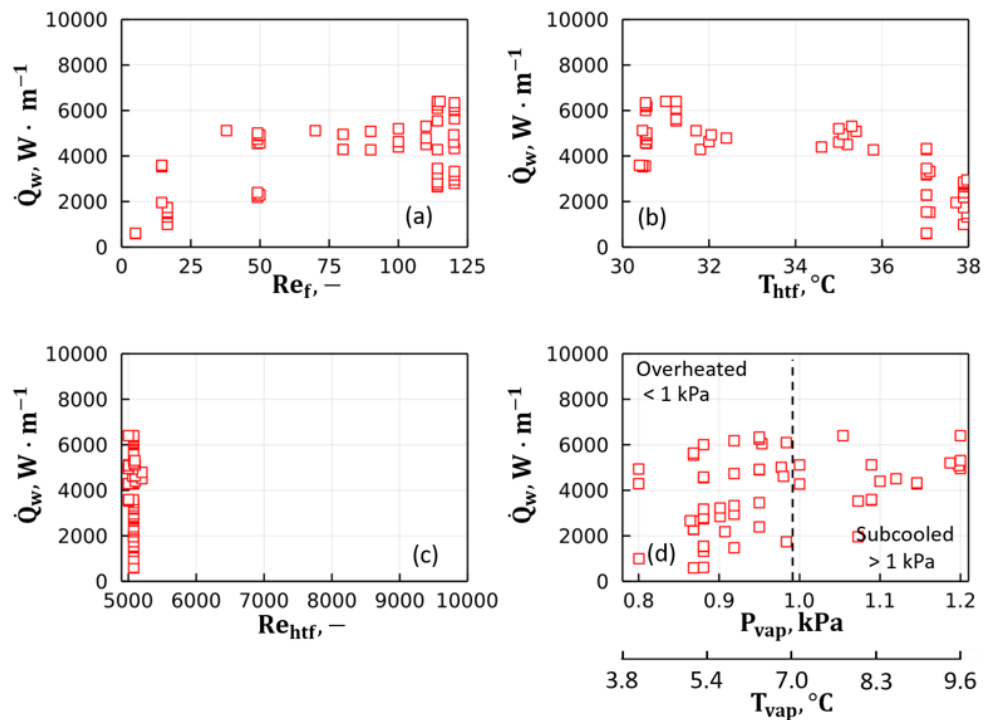 10000
8000
6000
4000
2000
0
Q̇w, W · m⁻¹
(a)
0 25 50 75 100 125
Ref, −
10000
8000
6000
4000
2000
0
Q̇w, W · m⁻¹
(b)
30 32 34 36 38
Thtf, °C
10000
8000
6000
4000
2000
0
Q̇w, W · m⁻¹
(c)
5000 6000 7000 8000 9000 10000
Rehtf, −
10000
8000
6000
4000
2000
0
Q̇w, W · m⁻¹
Overheated
< 1 kPa
Subcooled
> 1 kPa
(d)
0.8 0.9 1.0 1.1 1.2
Pvap, kPa
3.8 5.4 7.0 8.3 9.6
Tvap, °C